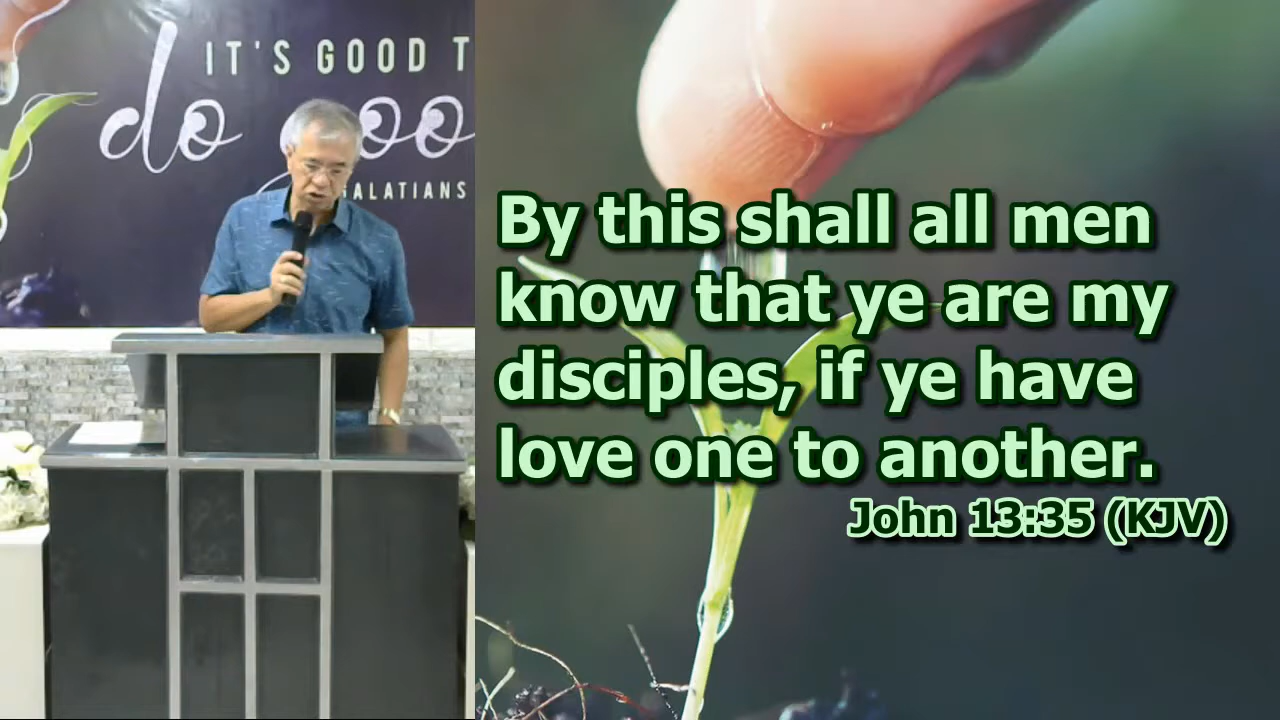 IT'S GOOD T
do goo
GALATIANS
By this shall all men
know that ye are my
disciples, if ye have
love one to another.
John 13:35 (KJV)